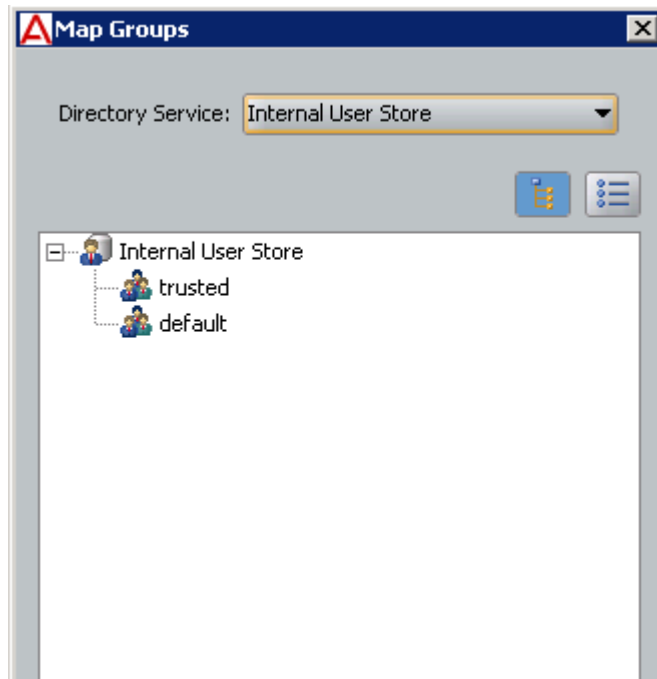 Map Groups
Directory Service: Internal User Store
Internal User Store
trusted
default